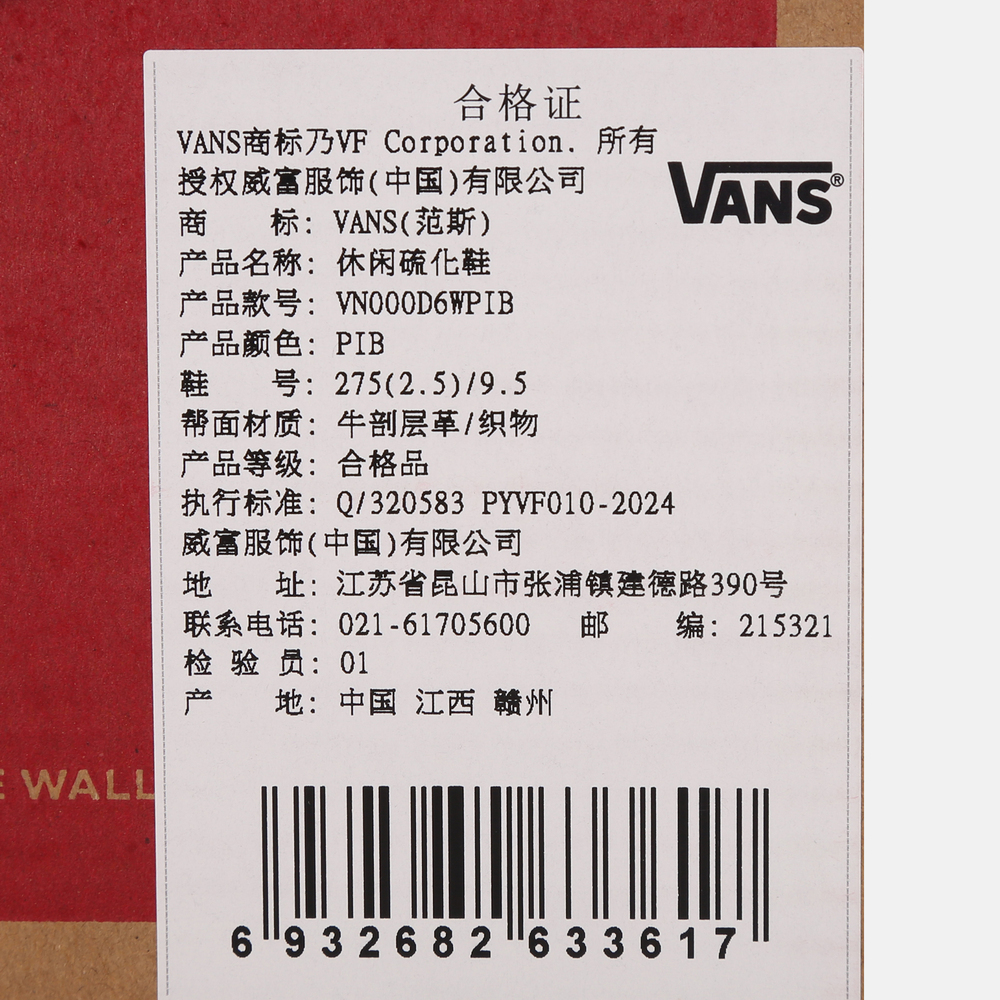 合格证
VANS商标乃VF Corporation. 所有
授权威富服饰(中国)有限公司
VANS®
商 标: VANS(范斯)
产品名称: 休闲硫化鞋
产品款号: VN000D6WPIB
产品颜色: PIB
鞋 号: 275(2.5)/9.5
帮面材质: 牛剖层革/织物
产品等级: 合格品
执行标准: Q/320583 PYVF010-2024
威富服饰(中国)有限公司
地 址: 江苏省昆山市张浦镇建德路390号
联系电话: 021-61705600 邮 编: 215321
检 验 员: 01
产 地: 中国 江西 赣州
E WALL
6 932682 633617